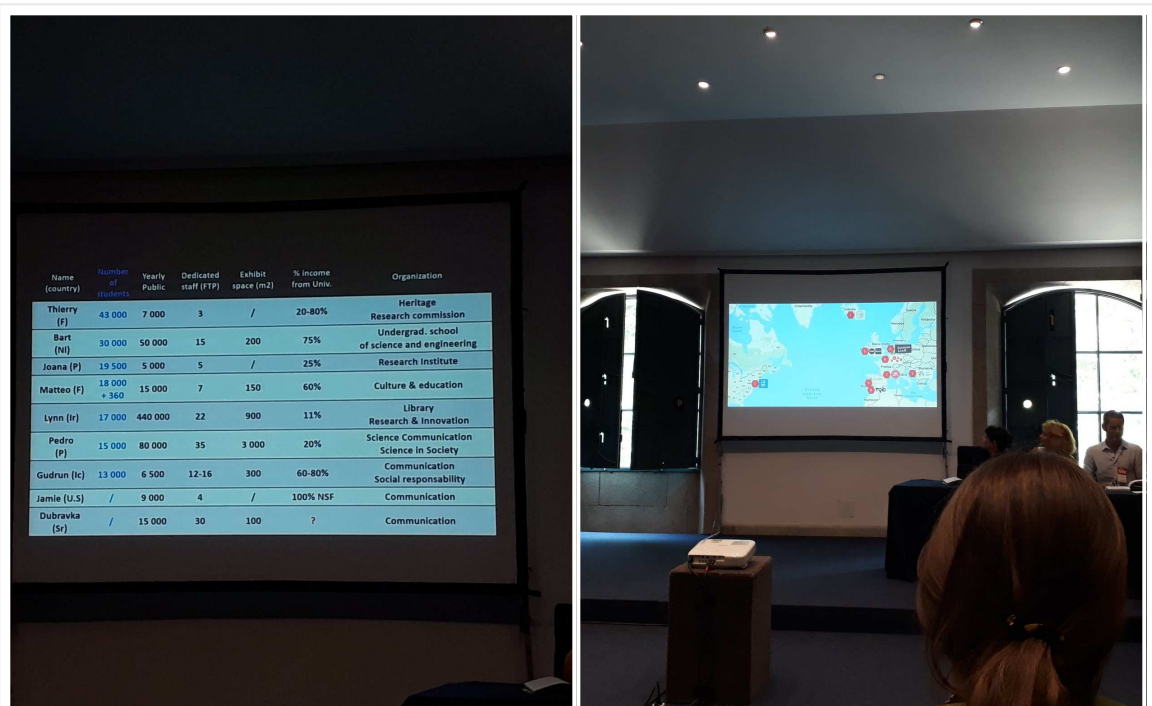 Name (country) Number of students Yearly Public Dedicated staff (FTP) Exhibit space (m2) % income from Univ. Organization
Thierry (F) 43 000 7 000 3 / 20-80% Heritage Research commission
Bart (Nl) 30 000 50 000 15 200 75% Undergrad. school of science and engineering
Joana (P) 19 500 5 000 5 / 25% Research Institute
Matteo (F) 18 000 + 360 15 000 7 150 60% Culture & education
Lynn (Ir) 17 000 440 000 22 900 11% Library Research & Innovation
Pedro (P) 15 000 80 000 35 3 000 20% Science Communication Science in Society
Gudrun (Ic) 13 000 6 500 12-16 300 60-80% Communication Social responsability
Jamie (U.S) / 9 000 4 / 100% NSF Communication
Dubravka (Sr) / 15 000 30 100 ? Communication